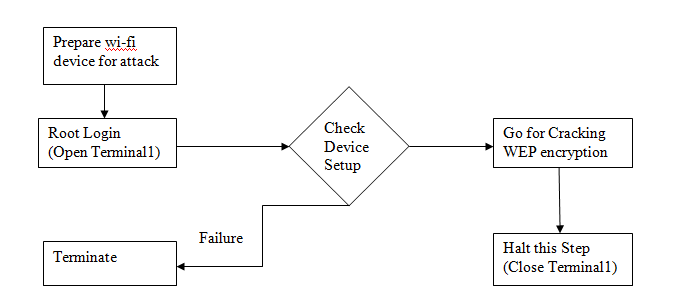 Prepare wi-fi
device for attack
Root Login
(Open Terminal1)
Check
Device
Setup
Go for Cracking
WEP encryption
Failure
Terminate
Halt this Step
(Close Terminal1)